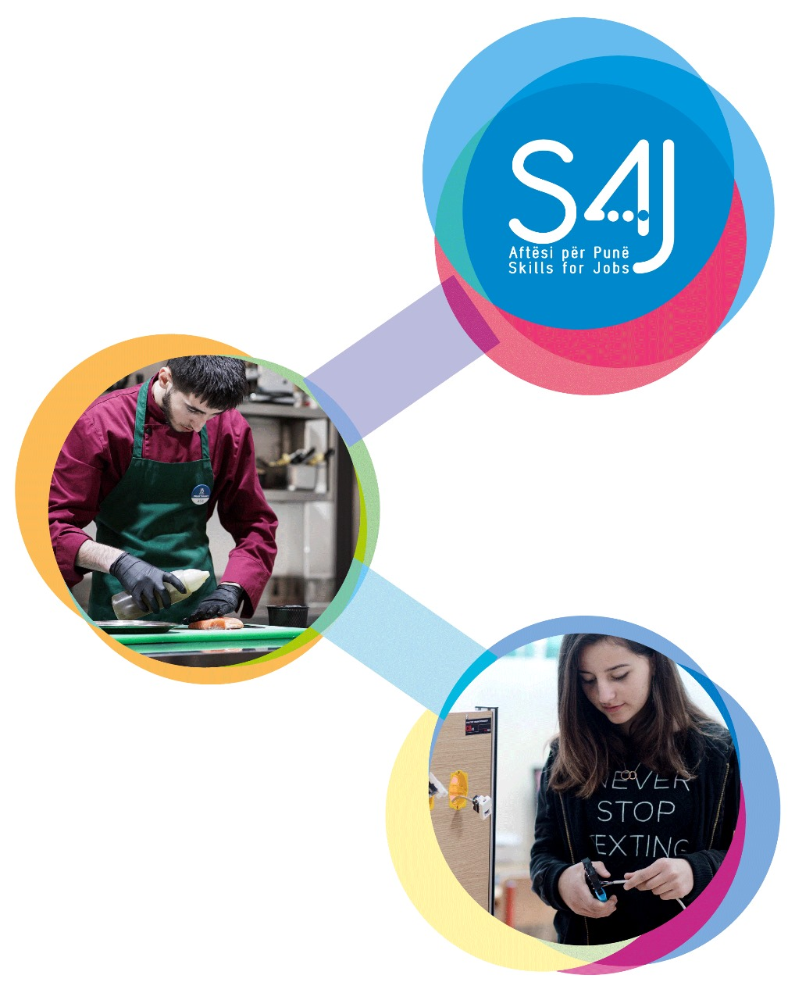 S4J
Aftësi për Punë
Skills for Jobs
NEVER
STOP
TEXTING